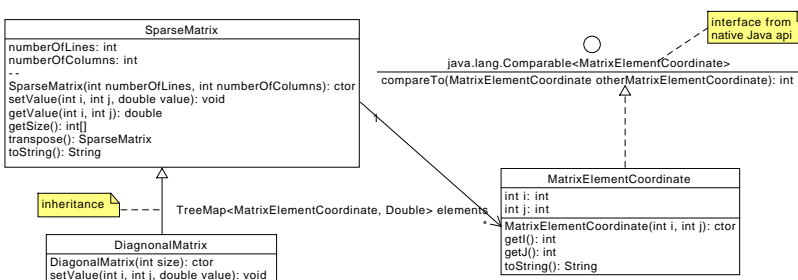 SparseMatrix
numberOfLines: int
numberOfColumns: int
--
SparseMatrix(int numberOfLines, int numberOfColumns): ctor
setValue(int i, int j, double value): void
getValue(int i, int j): double
getSize(): int[]
transpose(): SparseMatrix
toString(): String
interface from
native Java api
java.lang.Comparable<MatrixElementCoordinate>
compareTo(MatrixElementCoordinate otherMatrixElementCoordinate): int
1
MatrixElementCoordinate
int i: int
int j: int
MatrixElementCoordinate(int i, int j): ctor
getI(): int
getJ(): int
toString(): String
inheritance
TreeMap<MatrixElementCoordinate, Double> elements
*
DiagnonalMatrix
DiagonalMatrix(int size): ctor
setValue(int i, int j, double value): void